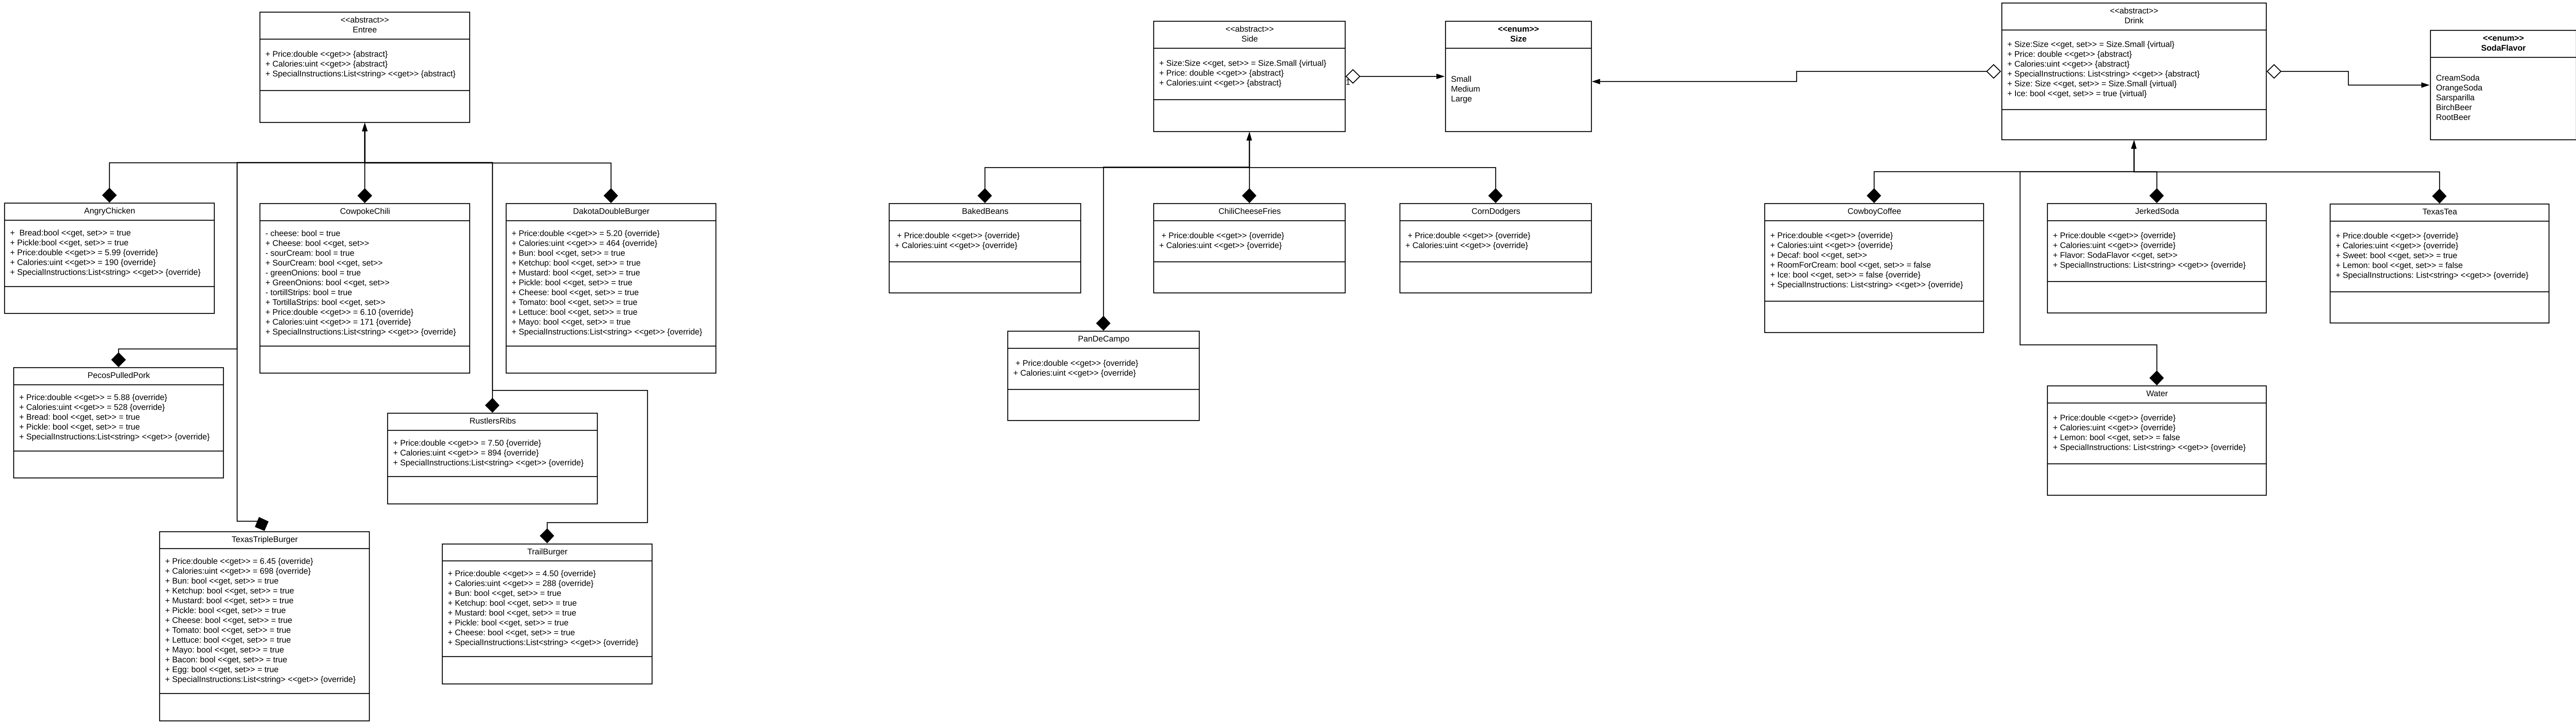 <<abstract>>
Entree
+ Price:double <<get>> {abstract}
+ Calories:uint <<get>> {abstract}
+ SpecialInstructions:List<string> <<get>> {abstract}
<<abstract>>
Side
+ Size:Size <<get, set>> = Size.Small {virtual}
+ Price: double <<get>> {abstract}
+ Calories:uint <<get>> {abstract}
1
<<enum>>
Size
Small
Medium
Large
<<abstract>>
Drink
+ Size:Size <<get, set>> = Size.Small {virtual}
+ Price: double <<get>> {abstract}
+ Calories:uint <<get>> {abstract}
+ SpecialInstructions: List<string> <<get>> {abstract}
+ Size: Size <<get, set>> = Size.Small {virtual}
+ Ice: bool <<get, set>> = true {virtual}
<<enum>>
SodaFlavor
CreamSoda
OrangeSoda
Sarsparilla
BirchBeer
RootBeer
AngryChicken
+ Bread:bool <<get, set>> = true
+ Pickle:bool <<get, set>> = true
+ Price:double <<get>> = 5.99 {override}
+ Calories:uint <<get>> = 190 {override}
+ SpecialInstructions:List<string> <<get>> {override}
CowpokeChili
- cheese: bool = true
+ Cheese: bool <<get, set>>
- sourCream: bool = true
+ SourCream: bool <<get, set>>
- greenOnions: bool = true
+ GreenOnions: bool <<get, set>>
- tortillStrips: bool = true
+ TortillaStrips: bool <<get, set>>
+ Price:double <<get>> = 6.10 {override}
+ Calories:uint <<get>> = 171 {override}
+ SpecialInstructions:List<string> <<get>> {override}
DakotaDoubleBurger
+ Price:double <<get>> = 5.20 {override}
+ Calories:uint <<get>> = 464 {override}
+ Bun: bool <<get, set>> = true
+ Ketchup: bool <<get, set>> = true
+ Mustard: bool <<get, set>> = true
+ Pickle: bool <<get, set>> = true
+ Cheese: bool <<get, set>> = true
+ Tomato: bool <<get, set>> = true
+ Lettuce: bool <<get, set>> = true
+ Mayo: bool <<get, set>> = true
+ SpecialInstructions:List<string> <<get>> {override}
BakedBeans
+ Price:double <<get>> {override}
+ Calories:uint <<get>> {override}
ChiliCheeseFries
+ Price:double <<get>> {override}
+ Calories:uint <<get>> {override}
CornDodgers
+ Price:double <<get>> {override}
+ Calories:uint <<get>> {override}
CowboyCoffee
+ Price:double <<get>> {override}
+ Calories:uint <<get>> {override}
+ Decaf: bool <<get, set>>
+ RoomForCream: bool <<get, set>> = false
+ Ice: bool <<get, set>> = false {override}
+ SpecialInstructions: List<string> <<get>> {override}
JerkedSoda
+ Price:double <<get>> {override}
+ Calories:uint <<get>> {override}
+ Flavor: SodaFlavor <<get, set>>
+ SpecialInstructions: List<string> <<get>> {override}
TexasTea
+ Price:double <<get>> {override}
+ Calories:uint <<get>> {override}
+ Sweet: bool <<get, set>> = true
+ Lemon: bool <<get, set>> = false
+ SpecialInstructions: List<string> <<get>> {override}
PecosPulledPork
+ Price:double <<get>> = 5.88 {override}
+ Calories:uint <<get>> = 528 {override}
+ Bread: bool <<get, set>> = true
+ Pickle: bool <<get, set>> = true
+ SpecialInstructions:List<string> <<get>> {override}
RustlersRibs
+ Price:double <<get>> = 7.50 {override}
+ Calories:uint <<get>> = 894 {override}
+ SpecialInstructions:List<string> <<get>> {override}
PanDeCampo
+ Price:double <<get>> {override}
+ Calories:uint <<get>> {override}
Water
+ Price:double <<get>> {override}
+ Calories:uint <<get>> {override}
+ Lemon: bool <<get, set>> = false
+ SpecialInstructions: List<string> <<get>> {override}
TexasTripleBurger
+ Price:double <<get>> = 6.45 {override}
+ Calories:uint <<get>> = 698 {override}
+ Bun: bool <<get, set>> = true
+ Ketchup: bool <<get, set>> = true
+ Mustard: bool <<get, set>> = true
+ Pickle: bool <<get, set>> = true
+ Cheese: bool <<get, set>> = true
+ Tomato: bool <<get, set>> = true
+ Lettuce: bool <<get, set>> = true
+ Mayo: bool <<get, set>> = true
+ Bacon: bool <<get, set>> = true
+ Egg: bool <<get, set>> = true
+ SpecialInstructions:List<string> <<get>> {override}
TrailBurger
+ Price:double <<get>> = 4.50 {override}
+ Calories:uint <<get>> = 288 {override}
+ Bun: bool <<get, set>> = true
+ Ketchup: bool <<get, set>> = true
+ Mustard: bool <<get, set>> = true
+ Pickle: bool <<get, set>> = true
+ Cheese: bool <<get, set>> = true
+ SpecialInstructions:List<string> <<get>> {override}